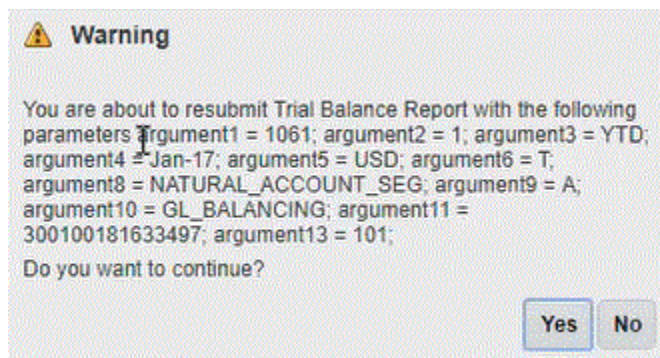 Warning
You are about to resubmit Trial Balance Report with the following
parameters argument1 = 1061; argument2 = 1; argument3 = YTD;
argument4 = Jan-17; argument5 = USD; argument6 = T;
argument8 = NATURAL_ACCOUNT_SEG; argument9 = A;
argument10 = GL_BALANCING; argument11 =
300100181633497; argument13 = 101;
Do you want to continue?
Yes No